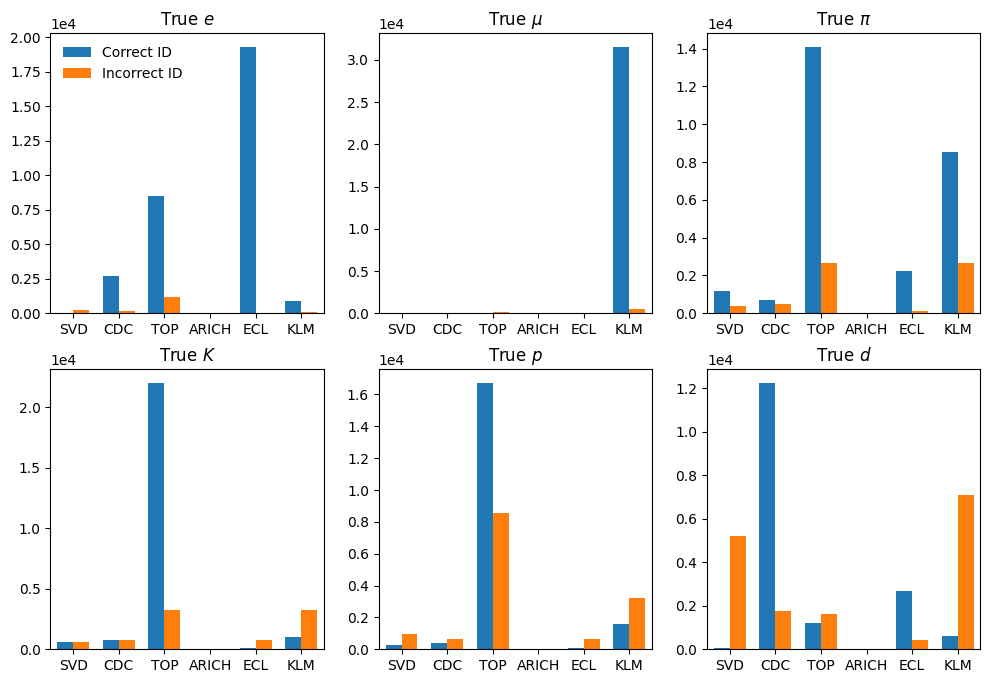 True e
1e4
2.00
1.75
1.50
1.25
1.00
0.75
0.50
0.25
0.00
Correct ID
Incorrect ID
SVD CDC TOP ARICH ECL KLM
True μ
1e4
3.0
2.5
2.0
1.5
1.0
0.5
0.0
SVD CDC TOP ARICH ECL KLM
True π
1e4
1.4
1.2
1.0
0.8
0.6
0.4
0.2
0.0
SVD CDC TOP ARICH ECL KLM
True K
1e4
2.0
1.5
1.0
0.5
0.0
SVD CDC TOP ARICH ECL KLM
True p
1e4
1.6
1.4
1.2
1.0
0.8
0.6
0.4
0.2
0.0
SVD CDC TOP ARICH ECL KLM
True d
1e4
1.2
1.0
0.8
0.6
0.4
0.2
0.0
SVD CDC TOP ARICH ECL KLM